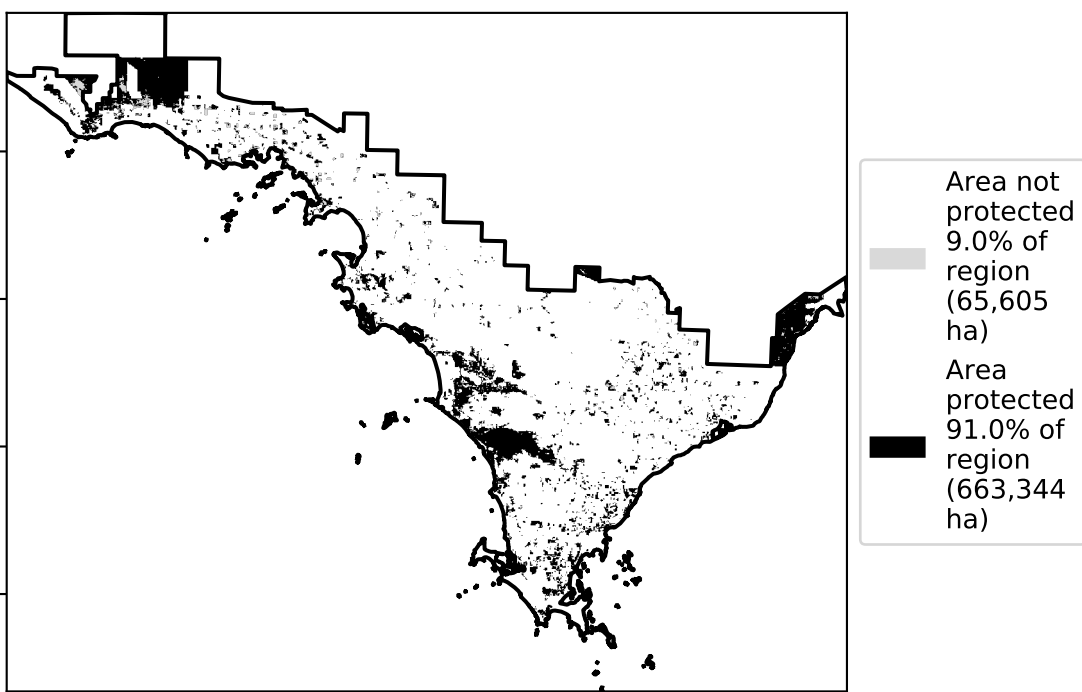 Area not
protected
9.0% of
region
(65,605
ha)
Area
protected
91.0% of
region
(663,344
ha)